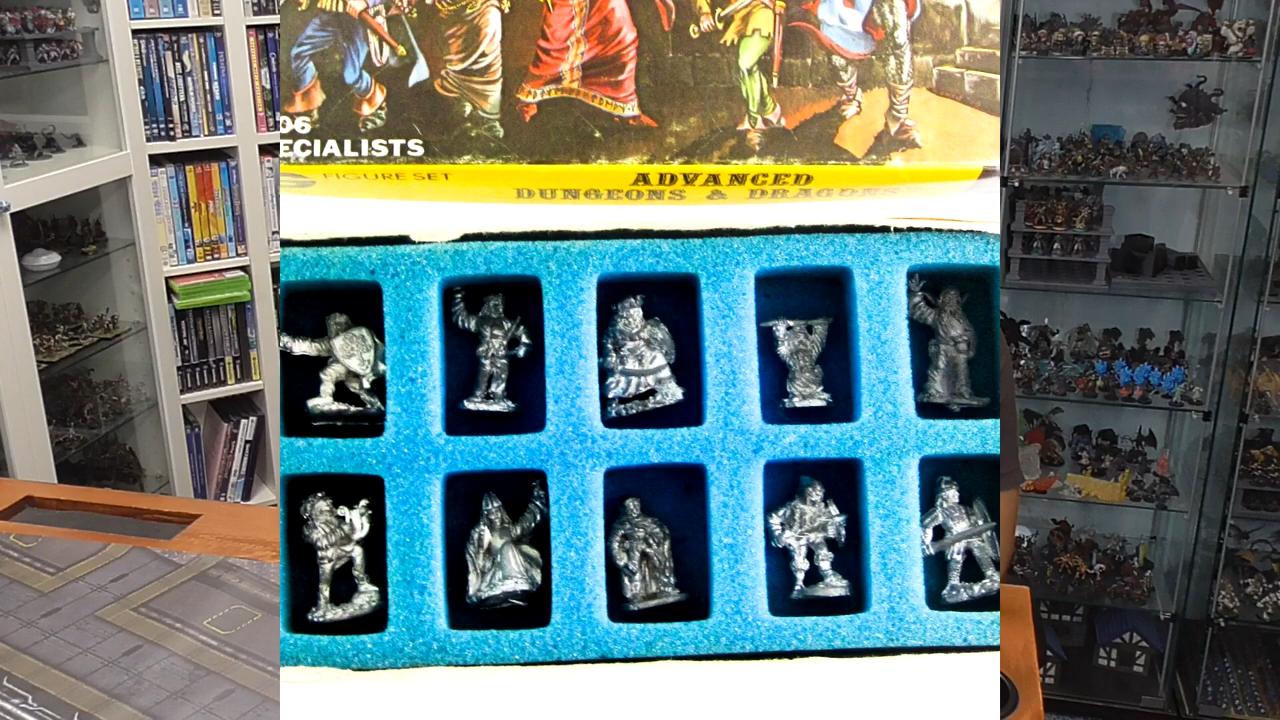 06
ECIALISTS
FIGURE SET
ADVANCED
DUNGEONS & DRAGONS